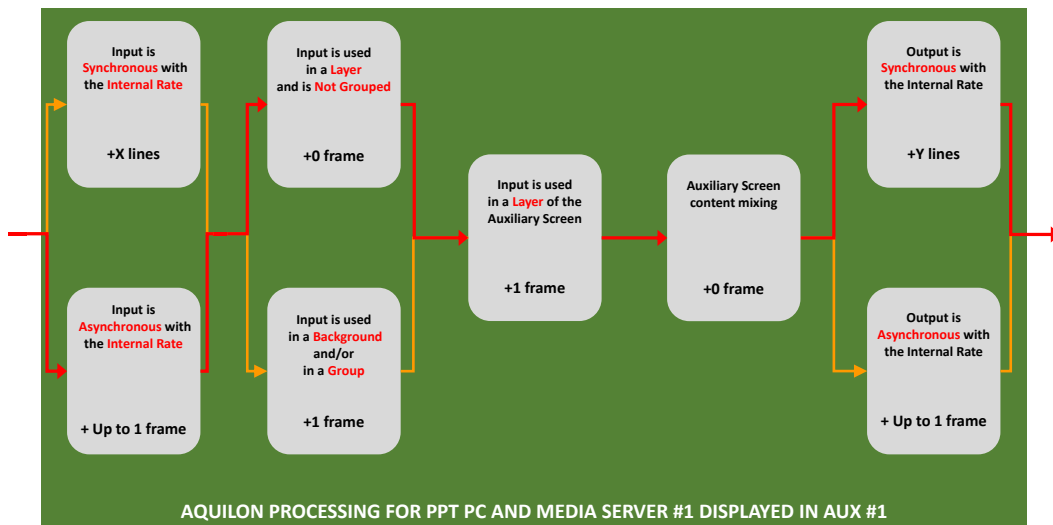 Input is
Synchronous with
the Internal Rate
+X lines
Input is
Asynchronous with
the Internal Rate
+ Up to 1 frame
Input is used
in a Layer
and is Not Grouped
+0 frame
Input is used
in a Background
and/or
in a Group
+1 frame
Input is used
in a Layer of the
Auxiliary Screen
+1 frame
Auxiliary Screen
content mixing
+0 frame
Output is
Synchronous with
the Internal Rate
+Y lines
Output is
Asynchronous with
the Internal Rate
+ Up to 1 frame
AQUILON PROCESSING FOR PPT PC AND MEDIA SERVER #1 DISPLAYED IN AUX #1